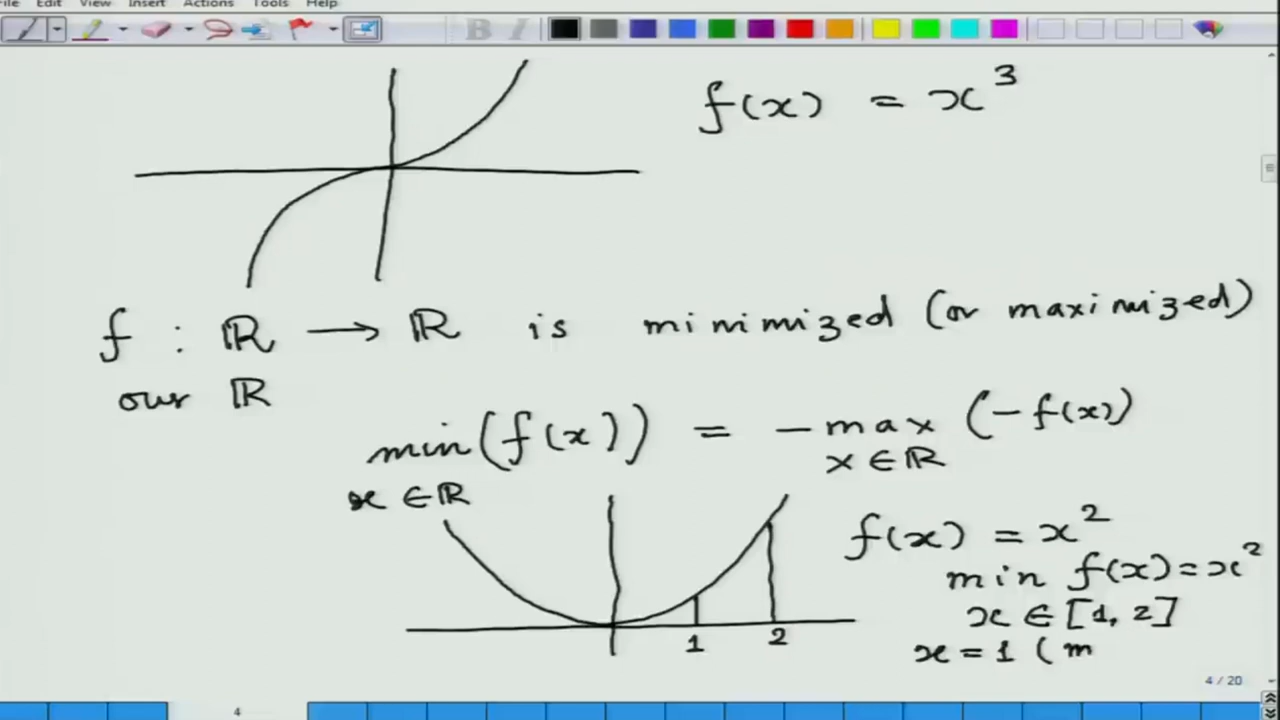 File Edit View Insert Actions Tools Help
B I
f(x) = x³
f : ℝ → ℝ is minimized (or maximized)
our ℝ
min(f(x)) = -max (-f(x))
x ∈ ℝ x ∈ ℝ
f(x) = x²
min f(x) = x²
x ∈ [1, 2]
1 2
x = 1 (m
4 / 20
4